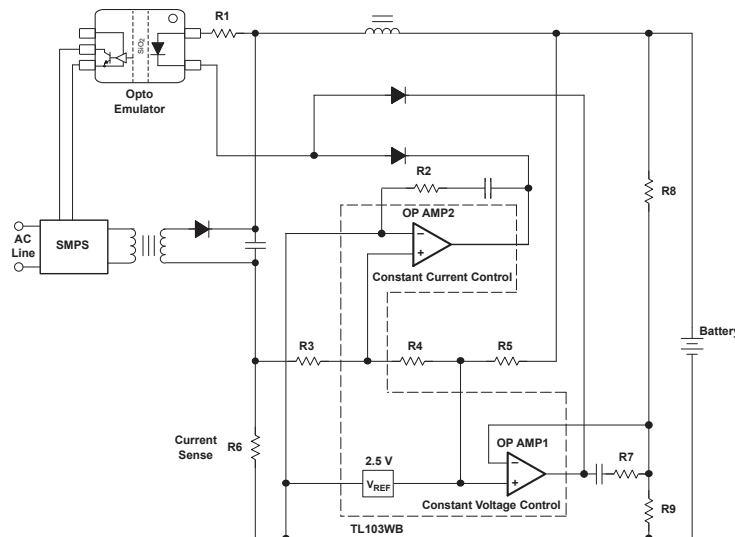 R1
SiO2
Opto
Emulator
R2
R8
OP AMP2
AC
Line
SMPS
−
+
Constant Current Control
Battery
R3
R4
R5
Current
Sense
R6
OP AMP1
2.5 V
VREF
−
+
R7
Constant Voltage Control
R9
TL103WB